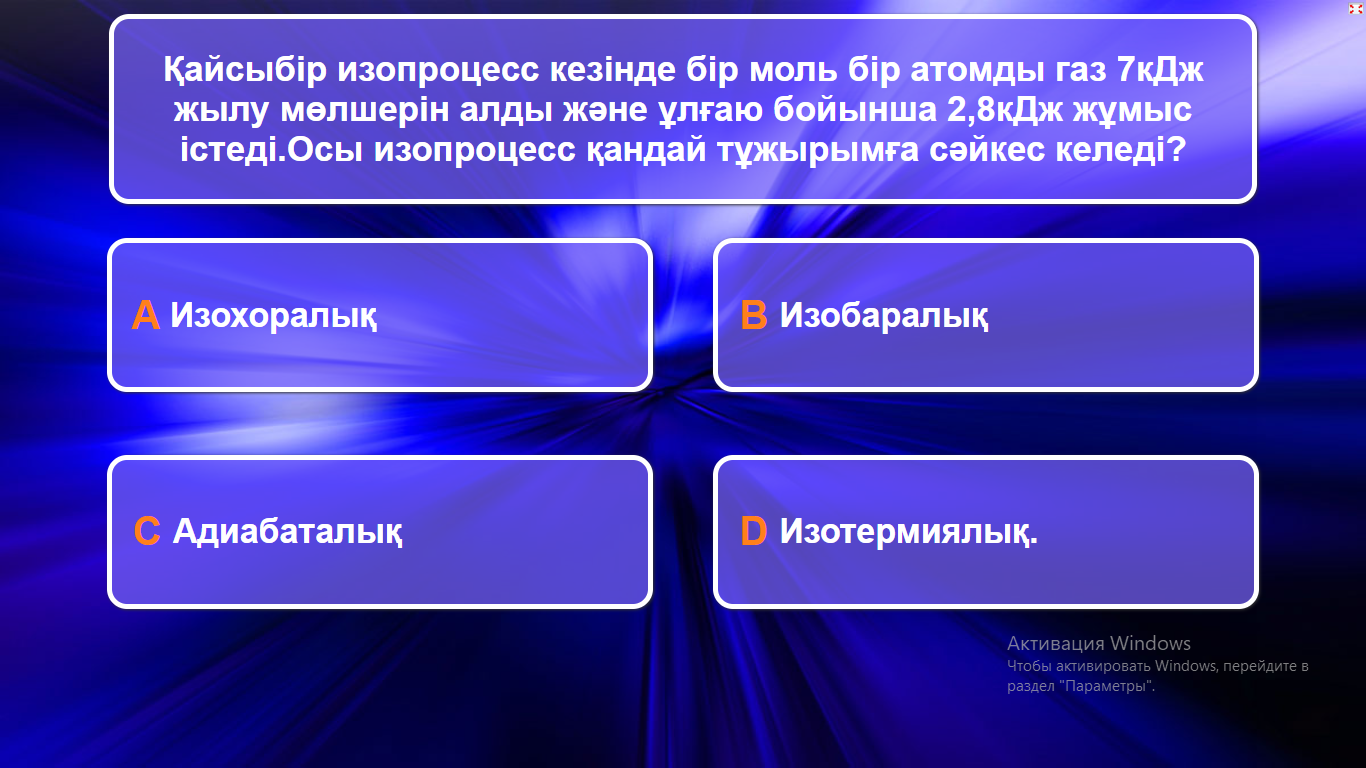 Қайсыбір изопроцесс кезінде бір моль бір атомды газ 7кДж
жылу мөлшерін алды және ұлғаю бойынша 2,8кДж жұмыс
істеді.Осы изопроцесс қандай тұжырымға сәйкес келеді?
A Изохоралық
B Изобаралық
C Адиабаталық
D Изотермиялық.
Активация Windows
Чтобы активировать Windows, перейдите в
раздел "Параметры".